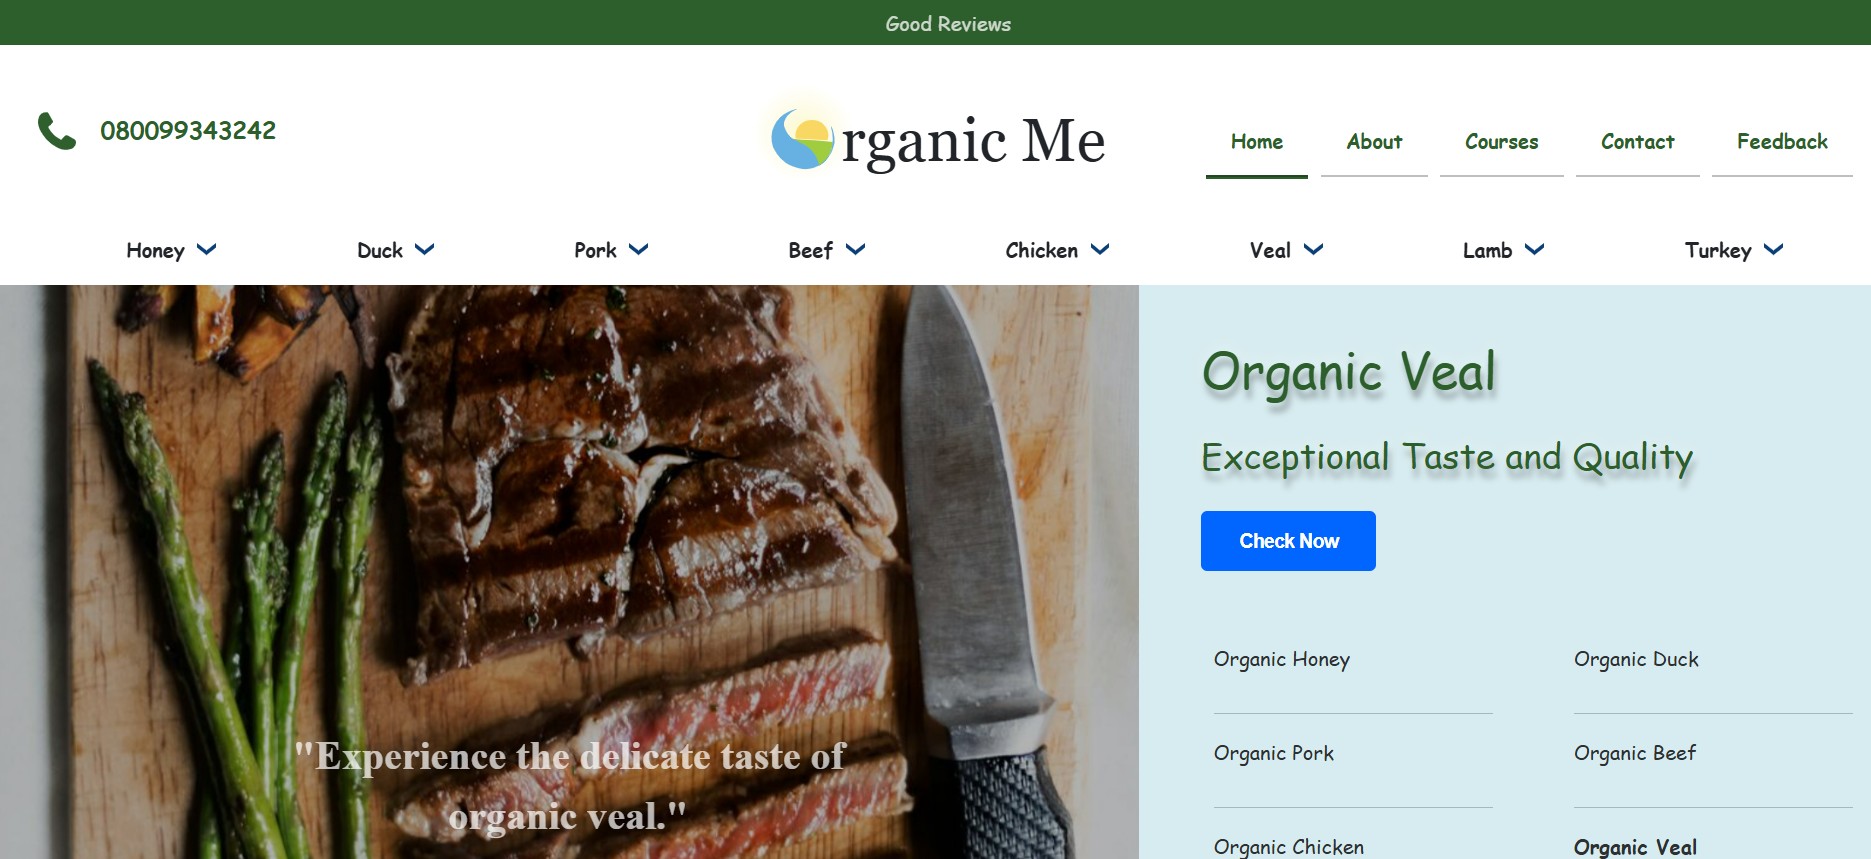 Good Reviews
080099343242
rganic Me
Home About Courses Contact Feedback
Honey Duck Pork Beef Chicken Veal Lamb Turkey
"Experience the delicate taste of
organic veal."
Organic Veal
Exceptional Taste and Quality
Check Now
Organic Honey Organic Duck
Organic Pork Organic Beef
Organic Chicken Organic Veal